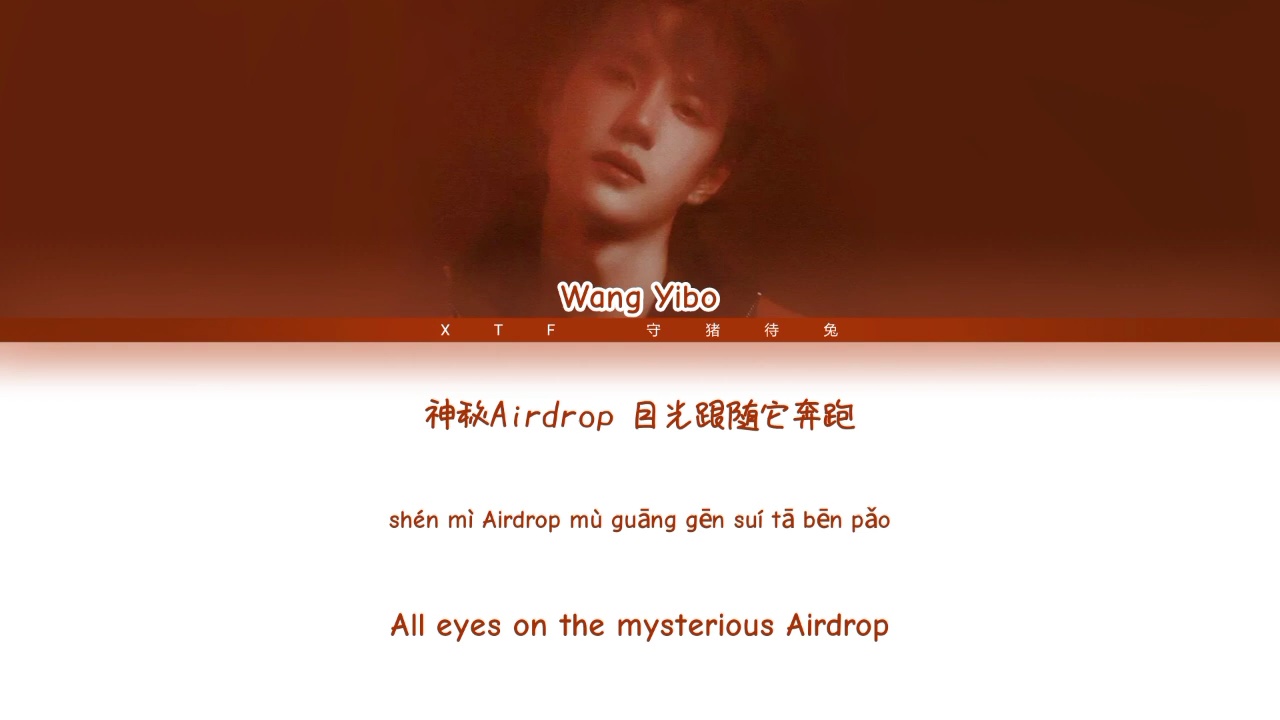 Wang Yibo
XTF 守猪待兔
神秘Airdrop 目光跟随它奔跑
shén mì Airdrop mù guāng gēn suí tā bēn pǎo
All eyes on the mysterious Airdrop